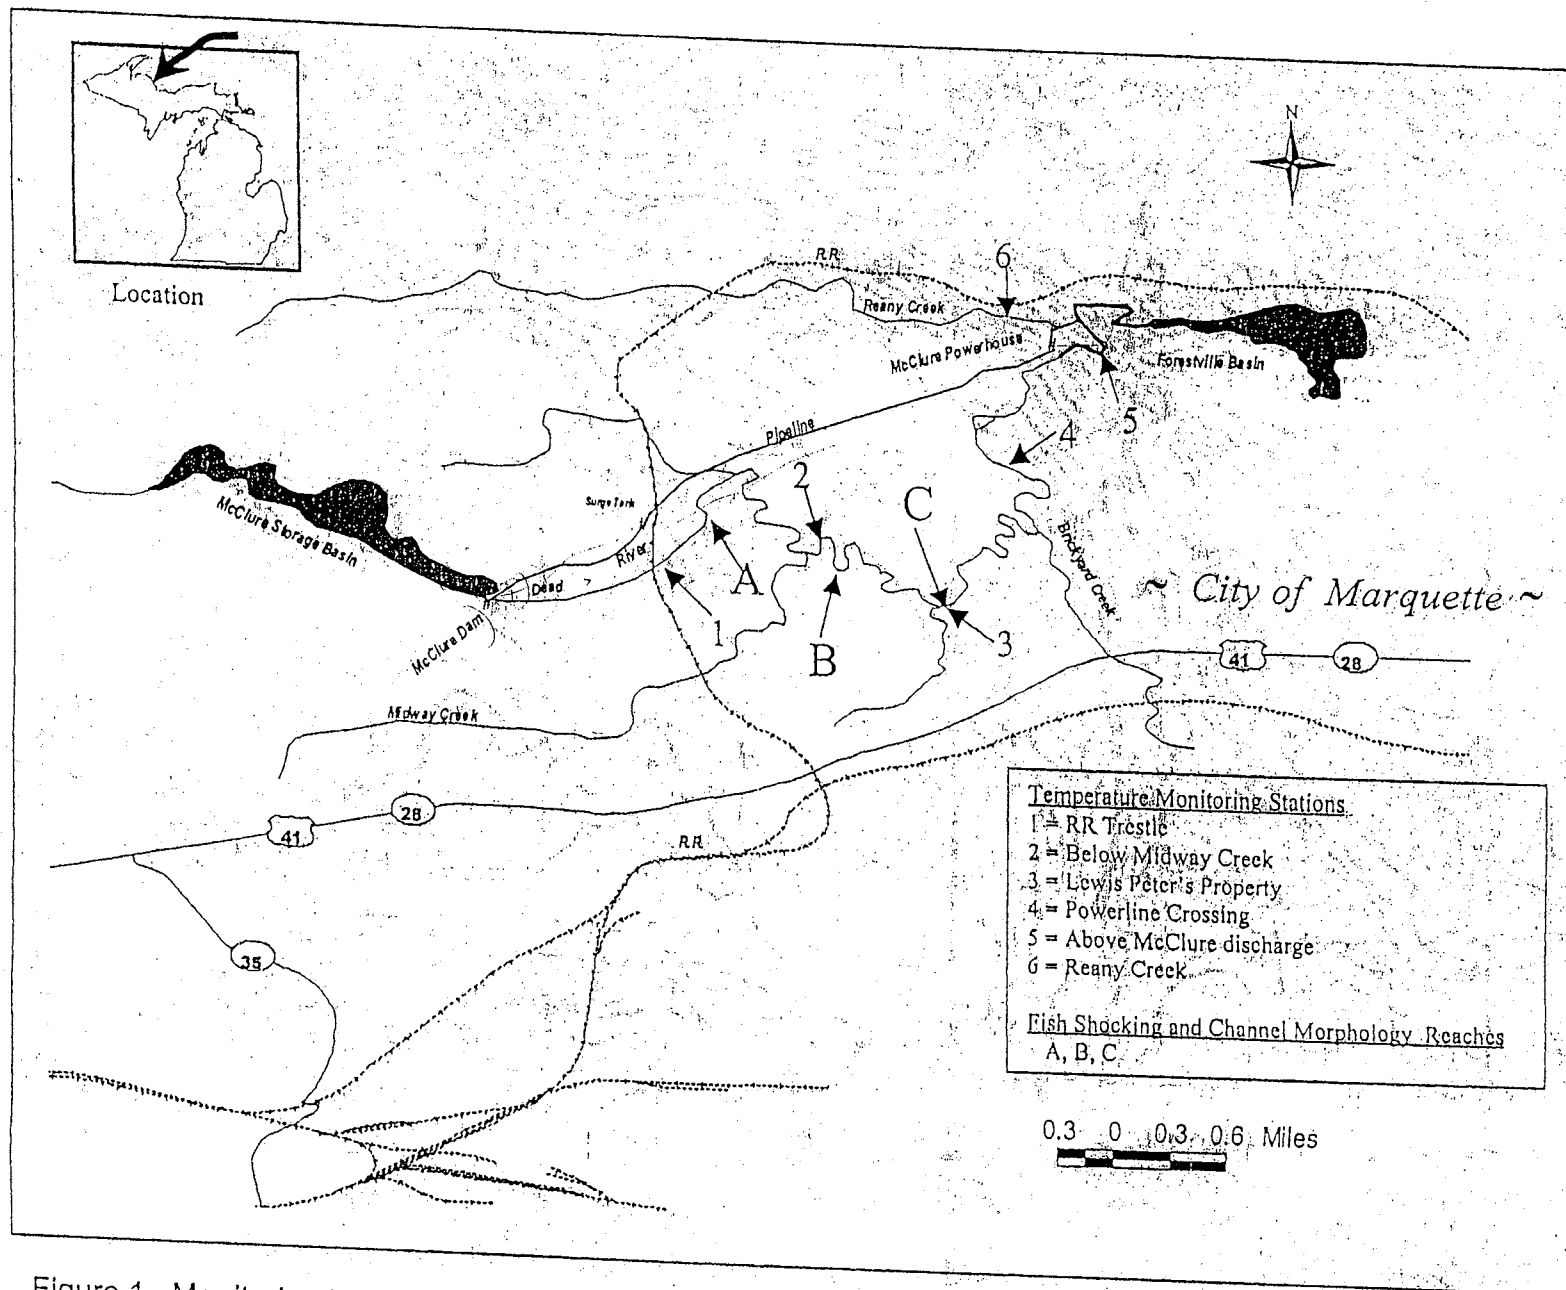 Location
N
RR
6
Reany Creek
McClure Powerhouse
Forestville Basin
5
4
Pipeline
2
C
Surge Tank
McClure Storage Basin
River
Dead
A
Brickyard Creek
~ City of Marquette ~
McClure Dam
1
B
3
41
28
Midway Creek
28
41
RR
35
Temperature Monitoring Stations
1 = RR Trestle
2 = Below Midway Creek
3 = Lewis Peter's Property
4 = Powerline Crossing
5 = Above McClure discharge
6 = Reany Creek
Fish Shocking and Channel Morphology Reaches
A, B, C
0.3 0 0.3 0.6 Miles
Figure 1